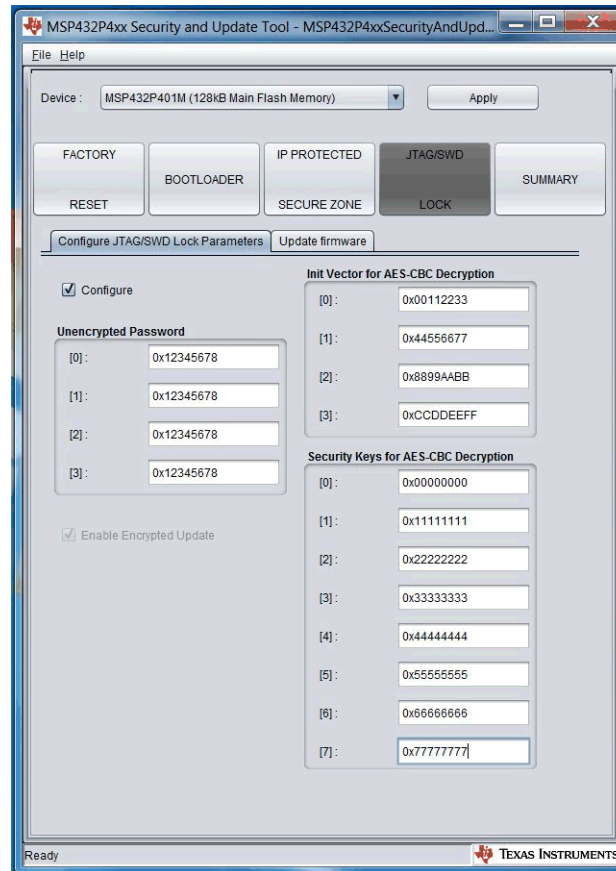 MSP432P4xx Security and Update Tool - MSP432P4xxSecurityAndUpd...
File Help
Device : MSP432P401M (128kB Main Flash Memory) Apply
FACTORY RESET
BOOTLOADER
IP PROTECTED SECURE ZONE
JTAG/SWD LOCK
SUMMARY
Configure JTAG/SWD Lock Parameters Update firmware
Configure
Unencrypted Password
[0] : 0x12345678
[1] : 0x12345678
[2] : 0x12345678
[3] : 0x12345678
Enable Encrypted Update
Init Vector for AES-CBC Decryption
[0] : 0x00112233
[1] : 0x44556677
[2] : 0x8899AABB
[3] : 0xCCDDEEFF
Security Keys for AES-CBC Decryption
[0] : 0x00000000
[1] : 0x11111111
[2] : 0x22222222
[3] : 0x33333333
[4] : 0x44444444
[5] : 0x55555555
[6] : 0x66666666
[7] : 0x77777777
Ready
TEXAS INSTRUMENTS